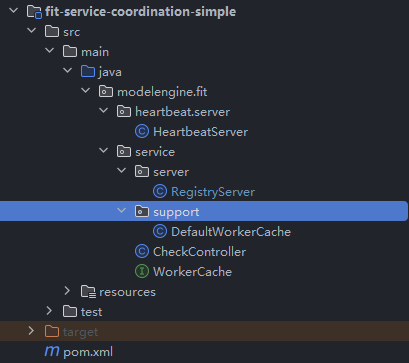 fit-service-coordination-simple
src
main
java
modelengine.fit
heartbeat.server
HeartbeatServer
service
server
RegistryServer
support
DefaultWorkerCache
CheckController
WorkerCache
resources
test
target
pom.xml